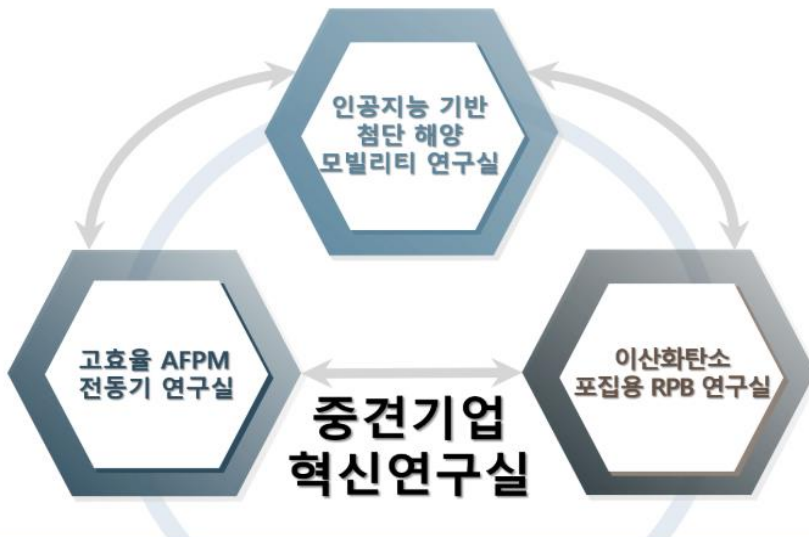 인공지능 기반
첨단 해양
모빌리티 연구실
고효율 AFPM
전동기 연구실
이산화탄소
포집용 RPB 연구실
중견기업
혁신연구실